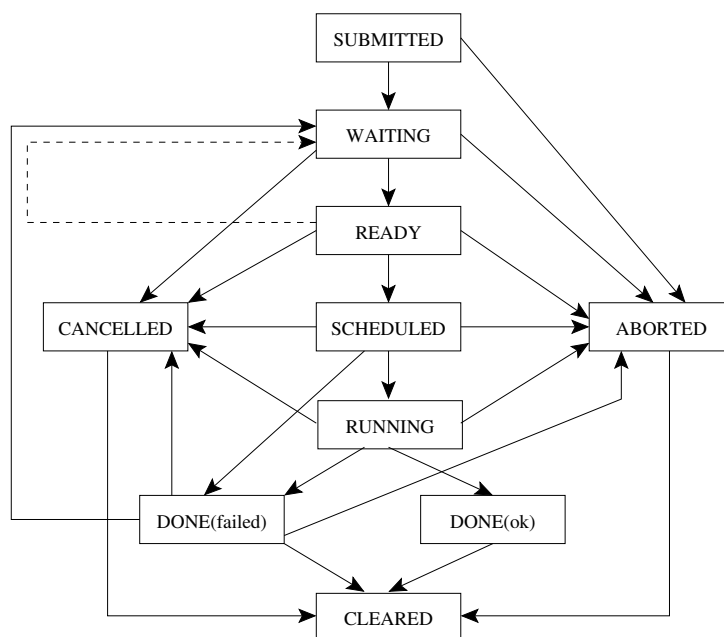 SUBMITTED
WAITING
READY
CANCELLED
SCHEDULED
ABORTED
RUNNING
DONE(failed)
DONE(ok)
CLEARED